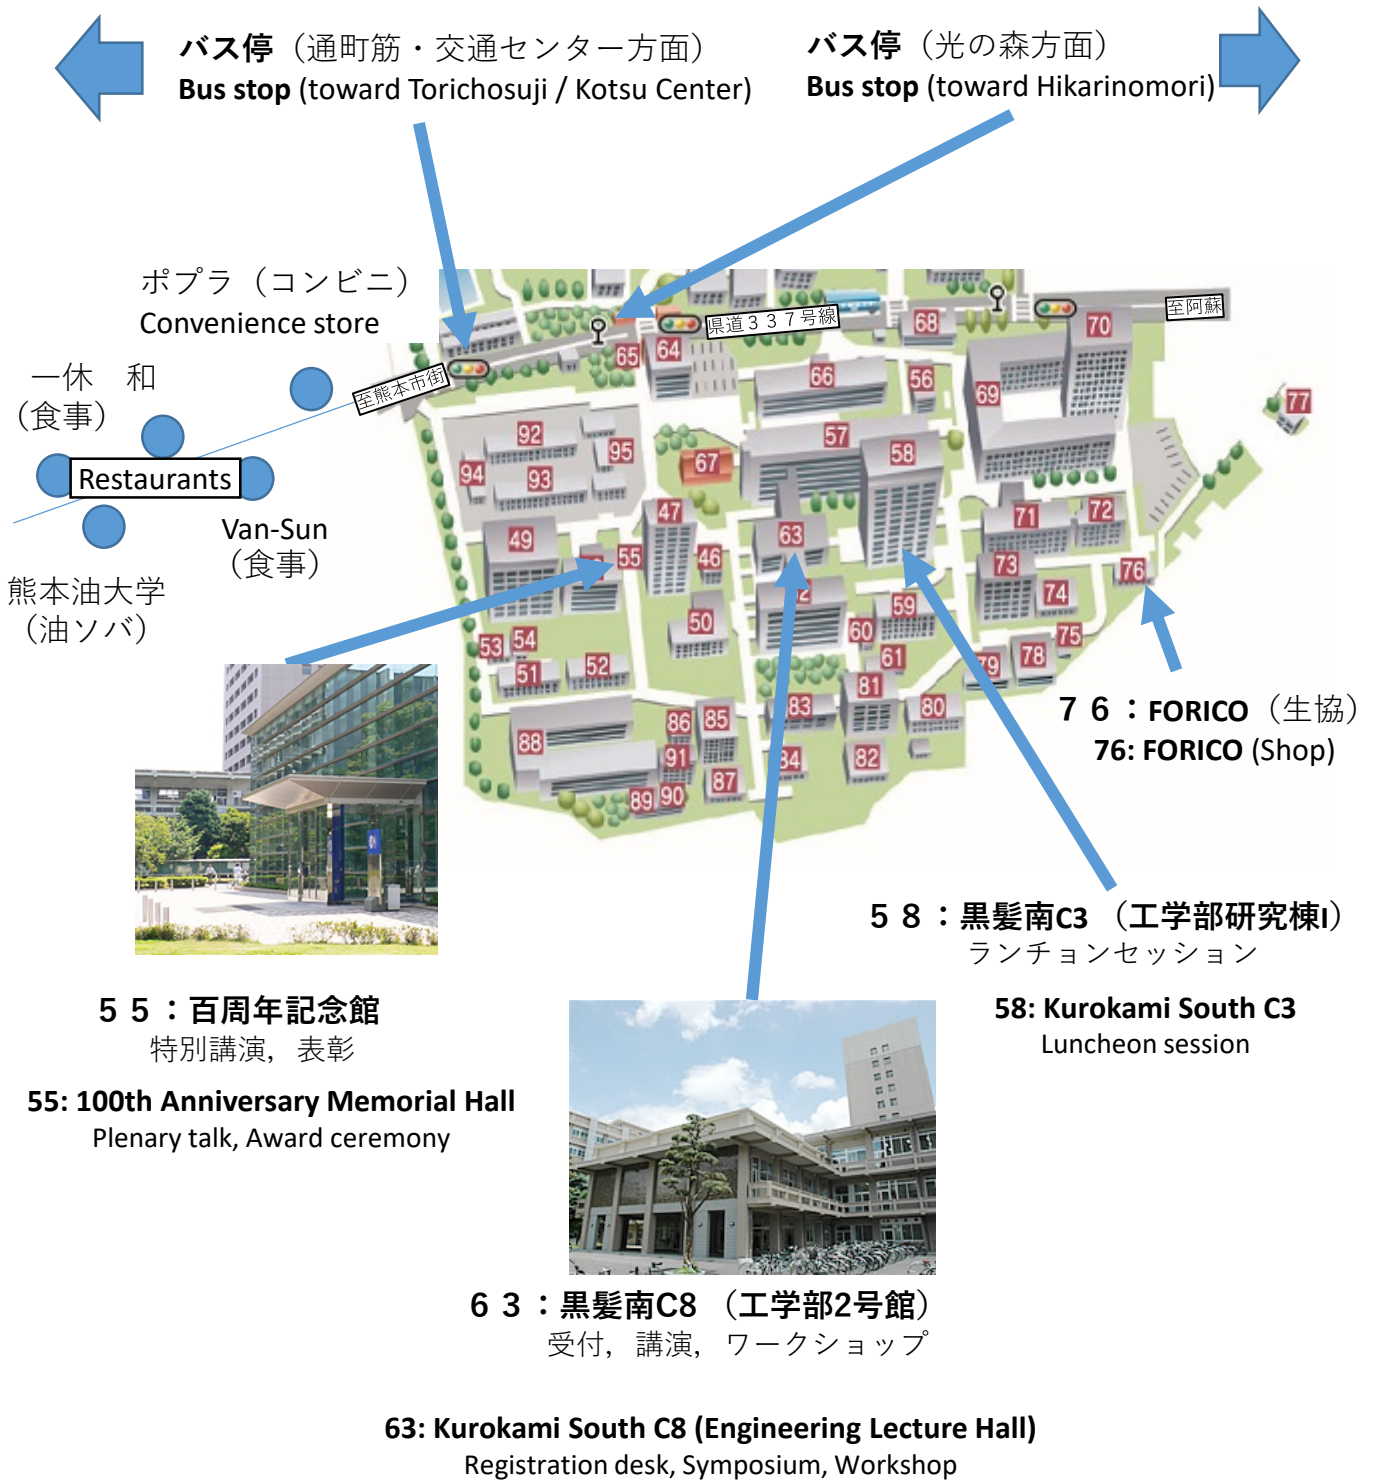 バス停（通町筋・交通センター方面）
Bus stop (toward Torichosuji / Kotsu Center)
バス停（光の森方面）
Bus stop (toward Hikarinomori)
ポプラ（コンビニ）
Convenience store
一休　和
（食事）
Restaurants
Van-Sun
（食事）
熊本油大学
（油ソバ）
至熊本市街
県道３３７号線
至阿蘇
65
64
68
70
66
56
69
77
92
95
94
93
67
57
58
47
49
55
46
63
71
72
73
76
74
50
59
60
75
53
54
61
51
52
79
78
81
83
80
86
85
88
91
84
82
87
89
90
７６：FORICO（生協）
76: FORICO (Shop)
５８：黒髪南C3 （工学部研究棟I）
ランチョンセッション
58: Kurokami South C3
Luncheon session
５５：百周年記念館
特別講演，表彰
55: 100th Anniversary Memorial Hall
Plenary talk, Award ceremony
６３：黒髪南C8 （工学部2号館）
受付，講演，ワークショップ
63: Kurokami South C8 (Engineering Lecture Hall)
Registration desk, Symposium, Workshop